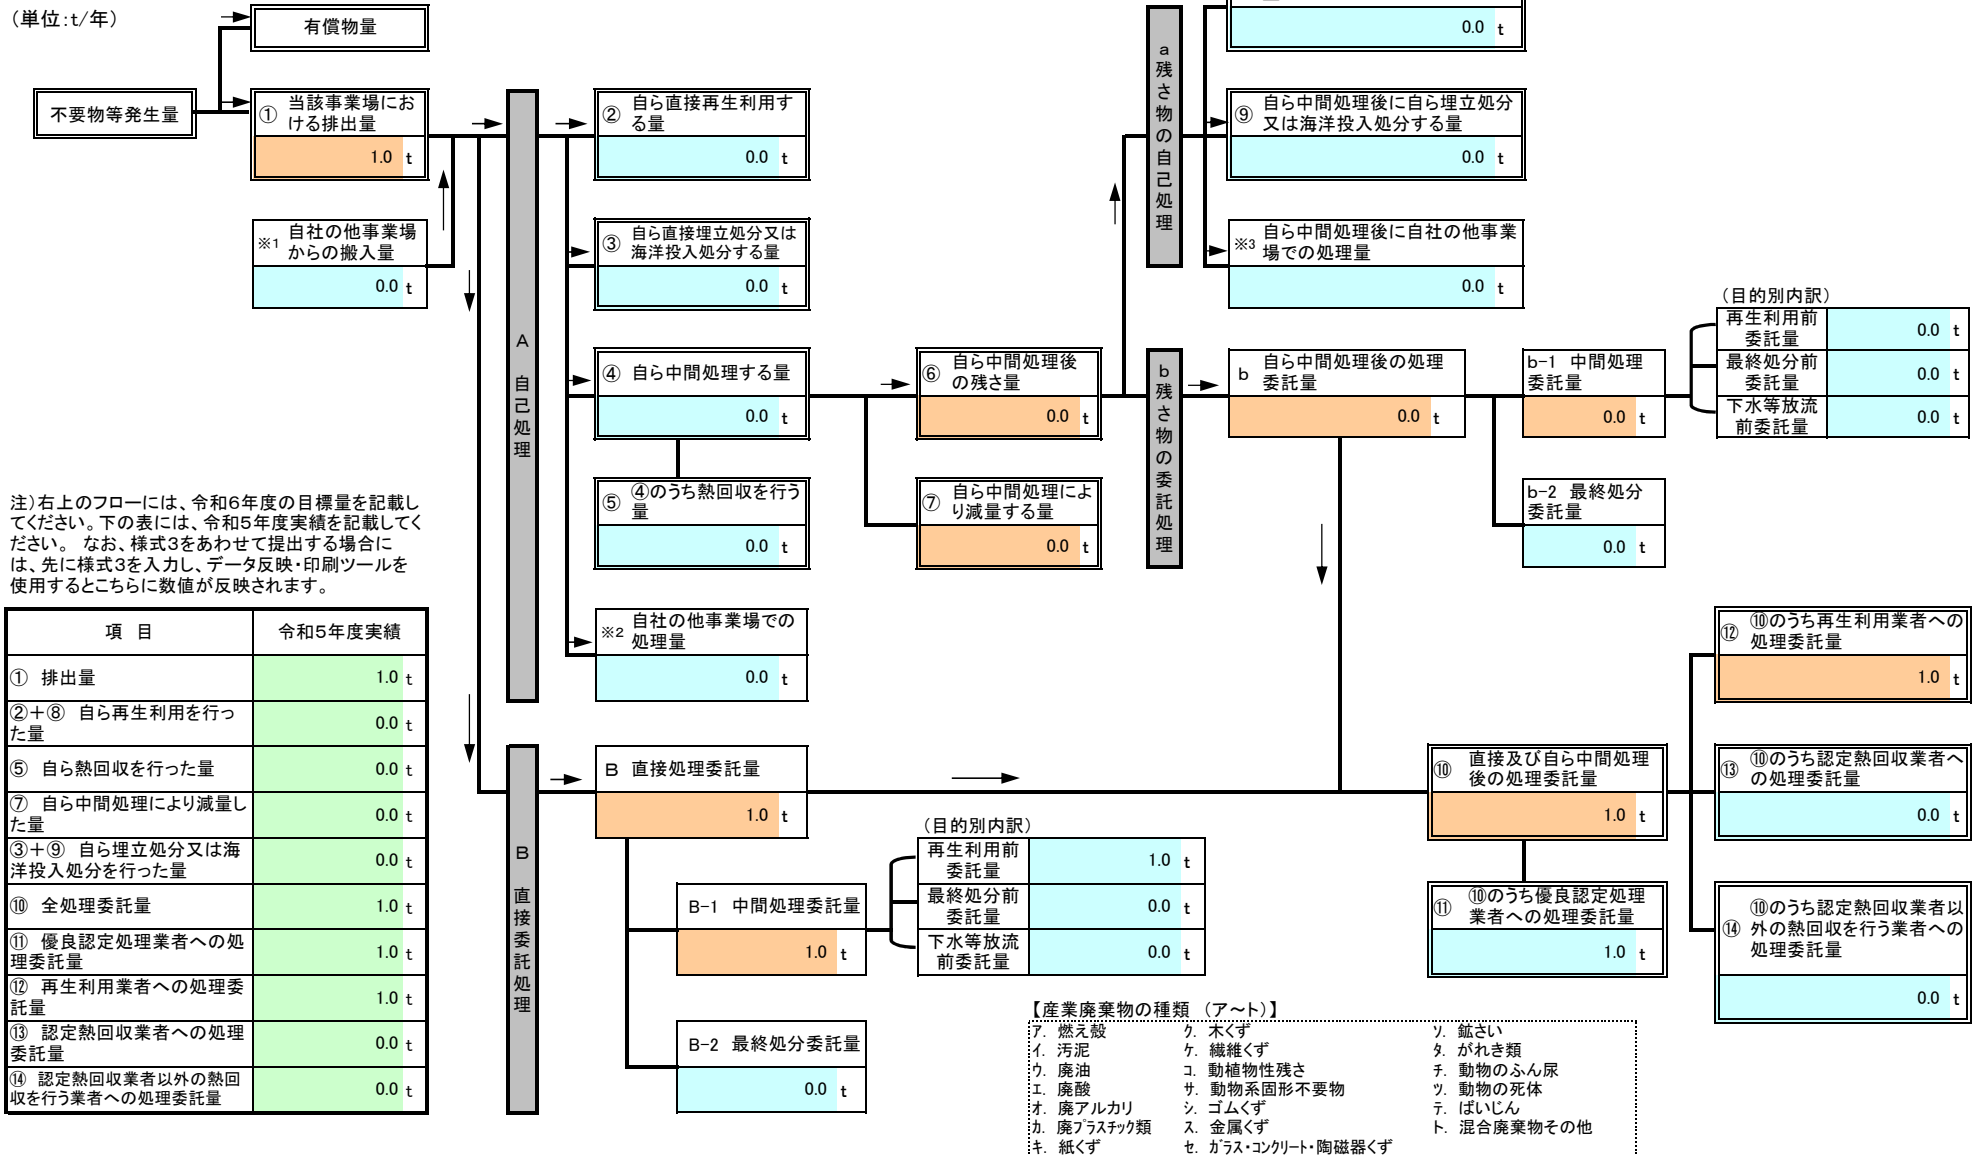 （単位:t/年）
有償物量
不要物等発生量
① 当該事業場にお
ける排出量
1.0 t
※1 自社の他事業場
からの搬入量
0.0 t
A 自己処理
② 自ら直接再生利用す
る量
0.0 t
③ 自ら直接埋立処分又は
海洋投入処分する量
0.0 t
④ 自ら中間処理する量
0.0 t
⑤ ④のうち熱回収を行う
量
0.0 t
※2 自社の他事業場での
処理量
0.0 t
⑥ 自ら中間処理後
の残さ量
0.0 t
⑦ 自ら中間処理によ
り減量する量
0.0 t
a残さ物の自己処理
0.0 t
⑨ 自ら中間処理後に自ら埋立処分
又は海洋投入処分する量
0.0 t
※3 自ら中間処理後に自社の他事業
場での処理量
0.0 t
b残さ物の委託処理
b 自ら中間処理後の処理
委託量
0.0 t
b-1 中間処理
委託量
0.0 t
（目的別内訳）
再生利用前
委託量
0.0 t
最終処分前
委託量
0.0 t
下水等放流
前委託量
0.0 t
b-2 最終処分
委託量
0.0 t
注）右上のフローには、令和６年度の目標量を記載し
てください。下の表には、令和５年度実績を記載してく
ださい。 なお、様式３をあわせて提出する場合に
は、先に様式３を入力し、データ反映・印刷ツールを
使用するとこちらに数値が反映されます。
項 目 令和５年度実績
① 排出量 1.0 t
②＋⑧ 自ら再生利用を行っ
た量 0.0 t
⑤ 自ら熱回収を行った量 0.0 t
⑦ 自ら中間処理により減量し
た量 0.0 t
③＋⑨ 自ら埋立処分又は海
洋投入処分を行った量 0.0 t
⑩ 全処理委託量 1.0 t
⑪ 優良認定処理業者への処
理委託量 1.0 t
⑫ 再生利用業者への処理委
託量 1.0 t
⑬ 認定熱回収業者への処理
委託量 0.0 t
⑭ 認定熱回収業者以外の熱回
収を行う業者への処理委託量 0.0 t
B 直接委託処理
B 直接処理委託量
1.0 t
B-1 中間処理委託量
1.0 t
（目的別内訳）
再生利用前
委託量
1.0 t
最終処分前
委託量
0.0 t
下水等放流
前委託量
0.0 t
B-2 最終処分委託量
0.0 t
⑩ 直接及び自ら中間処理
後の処理委託量
1.0 t
⑪ ⑩のうち優良認定処理
業者への処理委託量
1.0 t
⑫ ⑩のうち再生利用業者への
処理委託量
1.0 t
⑬ ⑩のうち認定熱回収業者へ
の処理委託量
0.0 t
⑭ ⑩のうち認定熱回収業者以
外の熱回収を行う業者への
処理委託量
0.0 t
【産業廃棄物の種類 （ア～ト）】
ｱ. 燃え殻 ｸ. 木くず ｿ. 鉱さい
ｲ. 汚泥 ｹ. 繊維くず ﾀ. がれき類
ｳ. 廃油 ｺ. 動植物性残さ ﾁ. 動物のふん尿
ｴ. 廃酸 ｻ. 動物系固形不要物 ﾂ. 動物の死体
ｵ. 廃アルカリ ｼ. ゴムくず ﾃ. ばいじん
ｶ. 廃ﾌﾟﾗｽﾁｯｸ類 ｽ. 金属くず ﾄ. 混合廃棄物その他
ｷ. 紙くず ｾ. ｶﾞﾗｽ・ｺﾝｸﾘｰﾄ・陶磁器くず